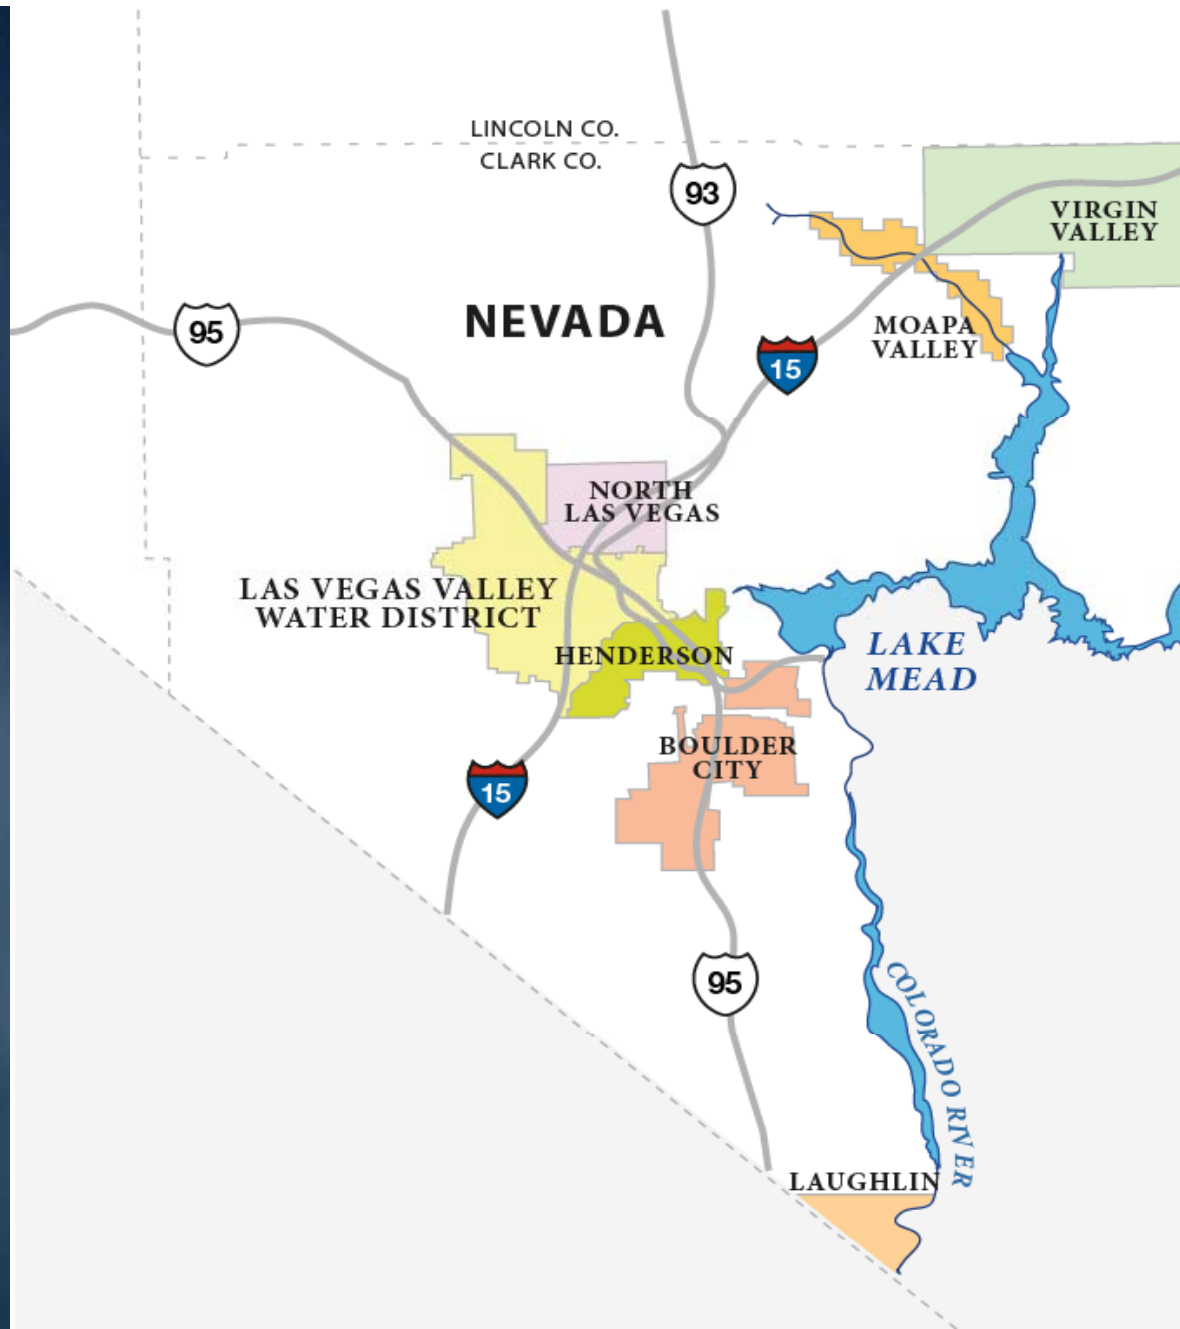 LINCOLN CO.
CLARK CO.
93
VIRGIN
VALLEY
95
NEVADA
MOAPA
VALLEY
15
NORTH
LAS VEGAS
LAS VEGAS VALLEY
WATER DISTRICT
HENDERSON
LAKE
MEAD
BOULDER
CITY
15
95
COLORADO RIVER
LAUGHLIN